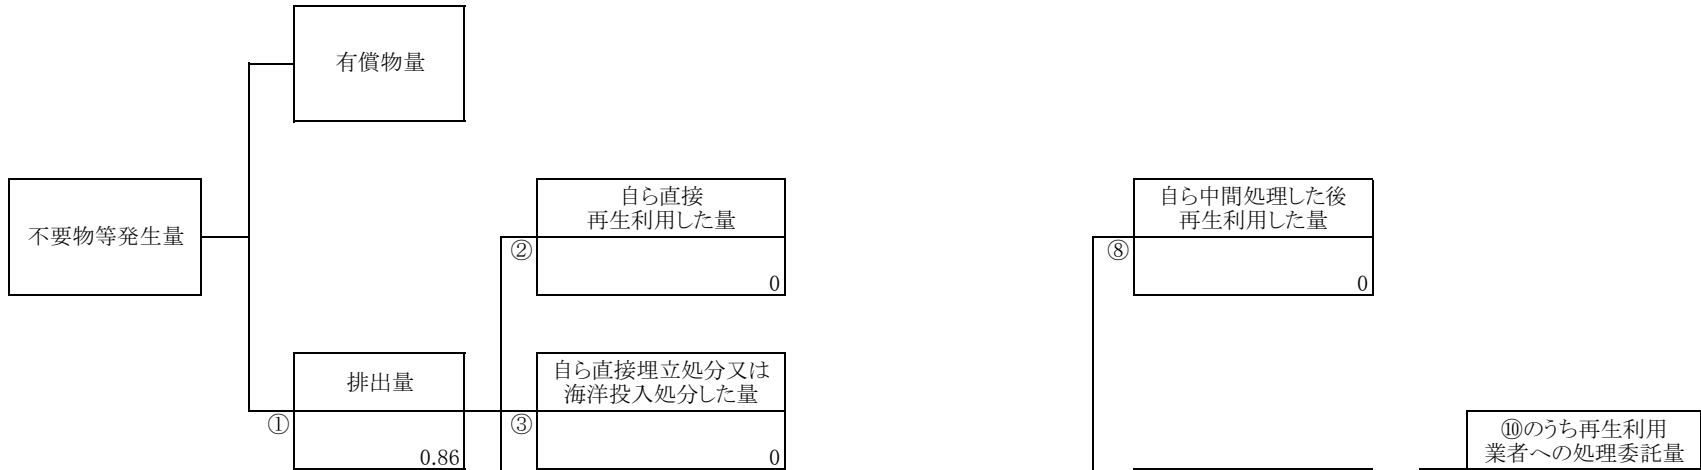 有償物量
不要物等発生量
自ら直接
再生利用した量
②
0
自ら中間処理した後
再生利用した量
⑧
0
排出量
①
0.86
自ら直接埋立処分又は
海洋投入処分した量
③
0
⑩のうち再生利用
業者への処理委託量